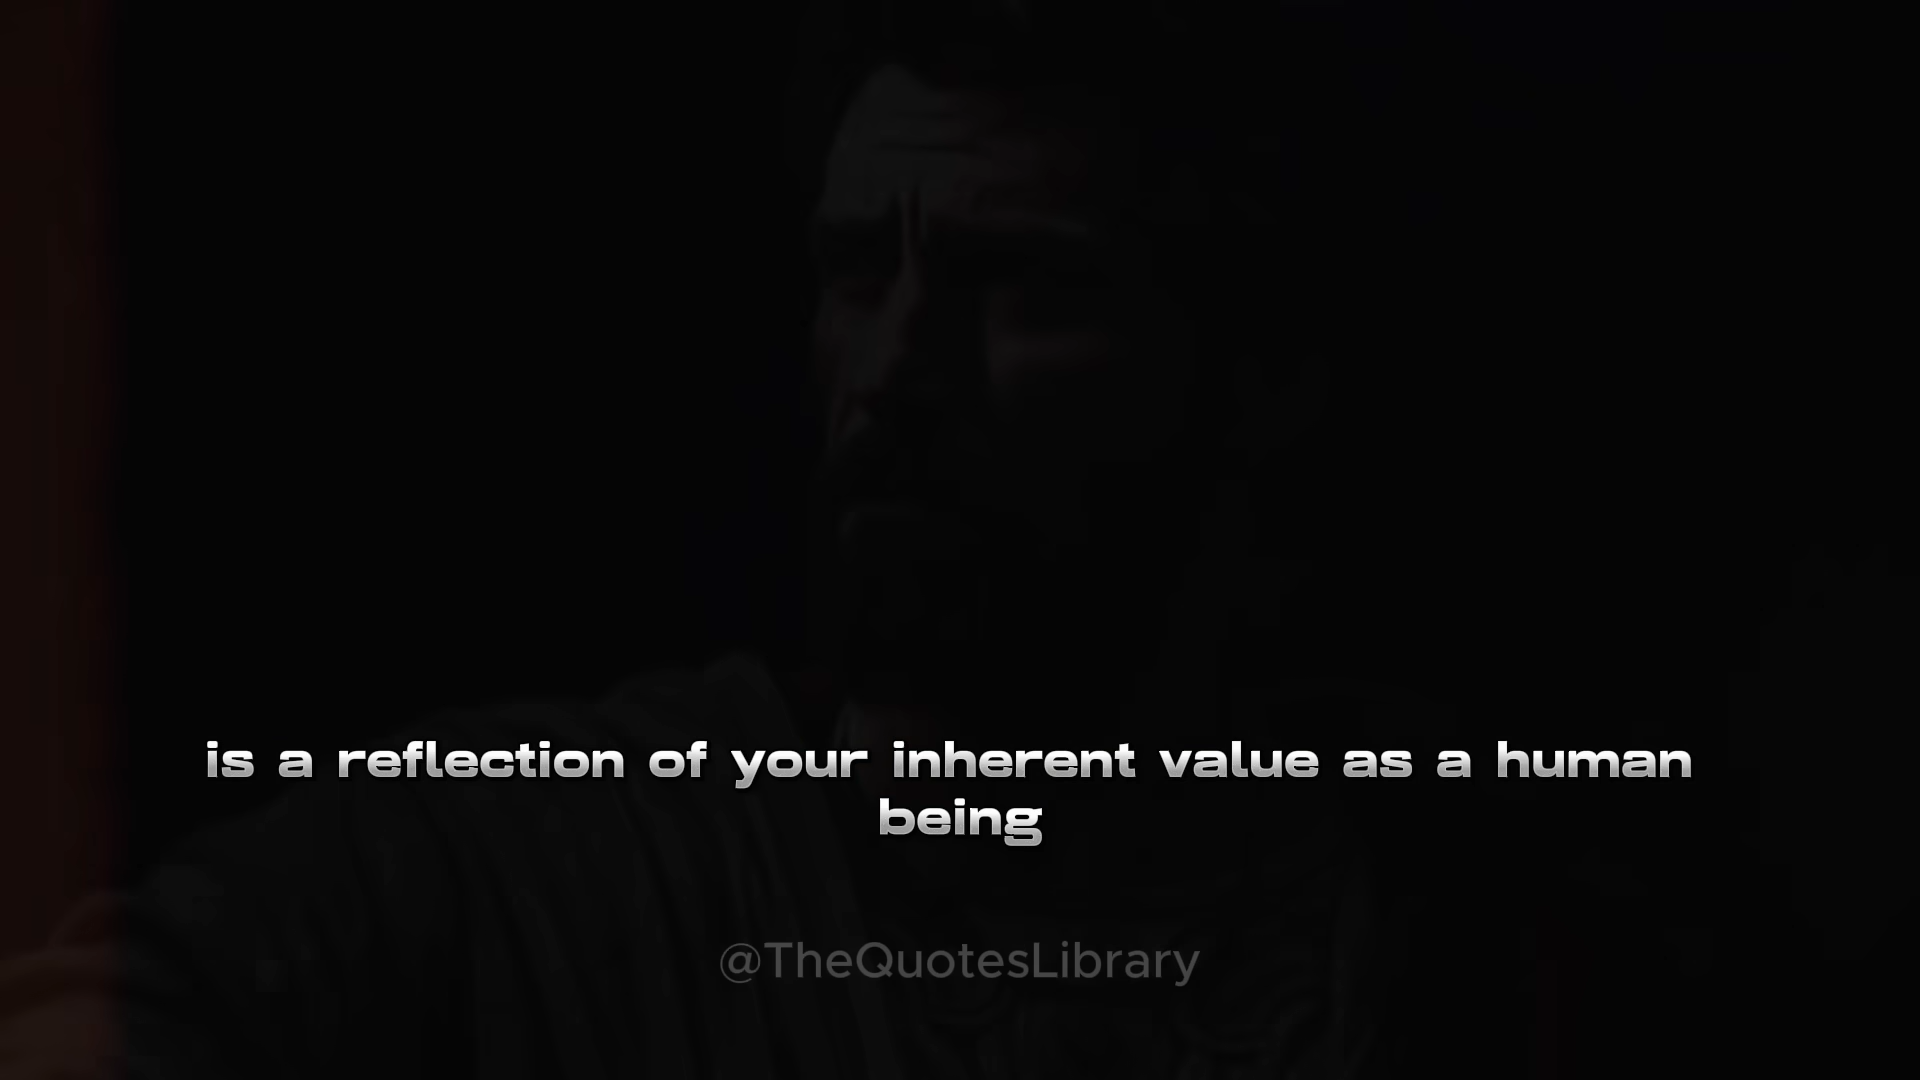 is a reflection of your inherent value as a human
being
@TheQuotesLibrary